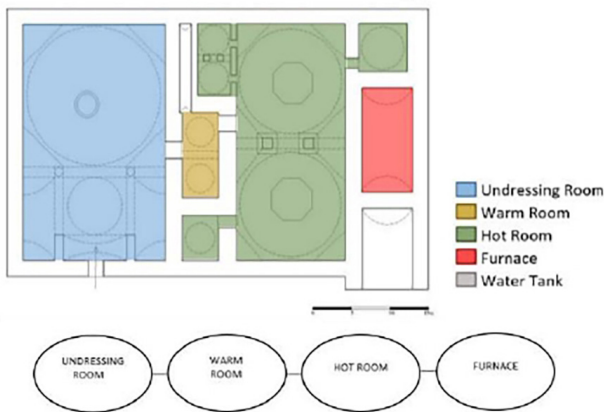 Undressing Room
Warm Room
Hot Room
Furnace
Water Tank
UNDRESSING
ROOM
WARM
ROOM
HOT ROOM
FURNACE